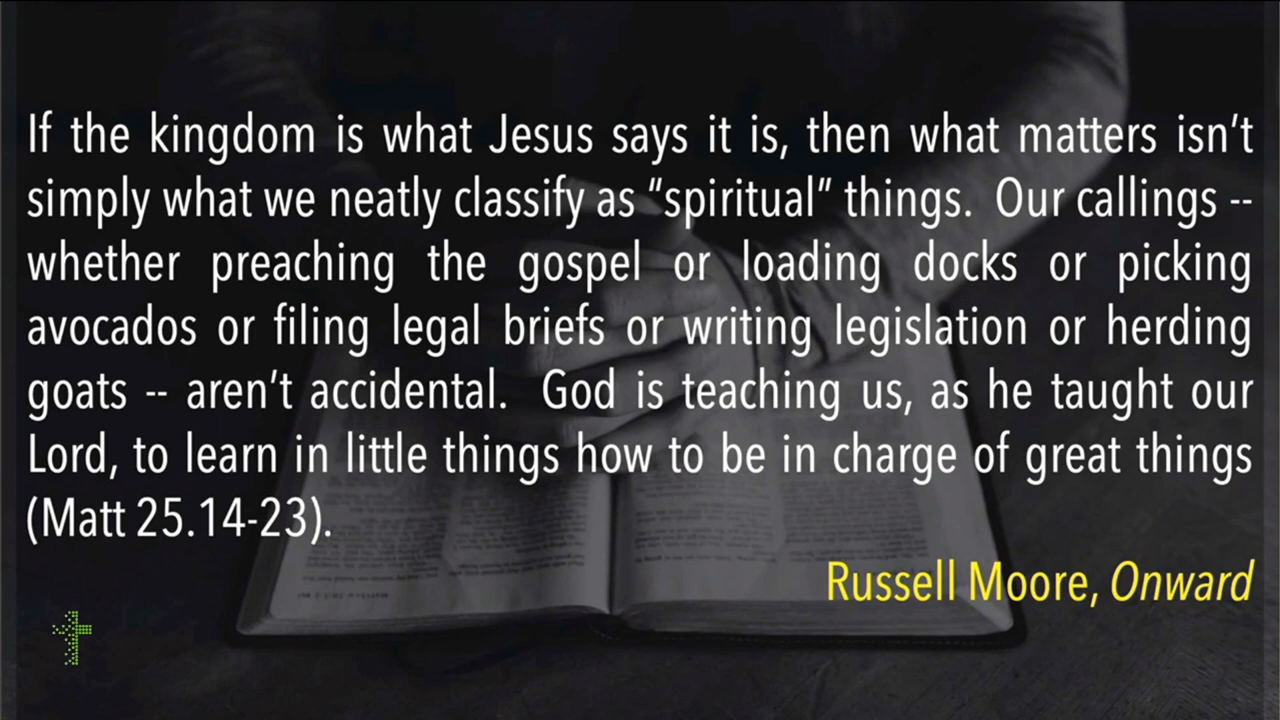 If the kingdom is what Jesus says it is, then what matters isn’t
simply what we neatly classify as “spiritual” things.  Our callings --
whether preaching the gospel or loading docks or picking
avocados or filing legal briefs or writing legislation or herding
goats -- aren’t accidental.  God is teaching us, as he taught our
Lord, to learn in little things how to be in charge of great things
(Matt 25.14-23).
Russell Moore, Onward